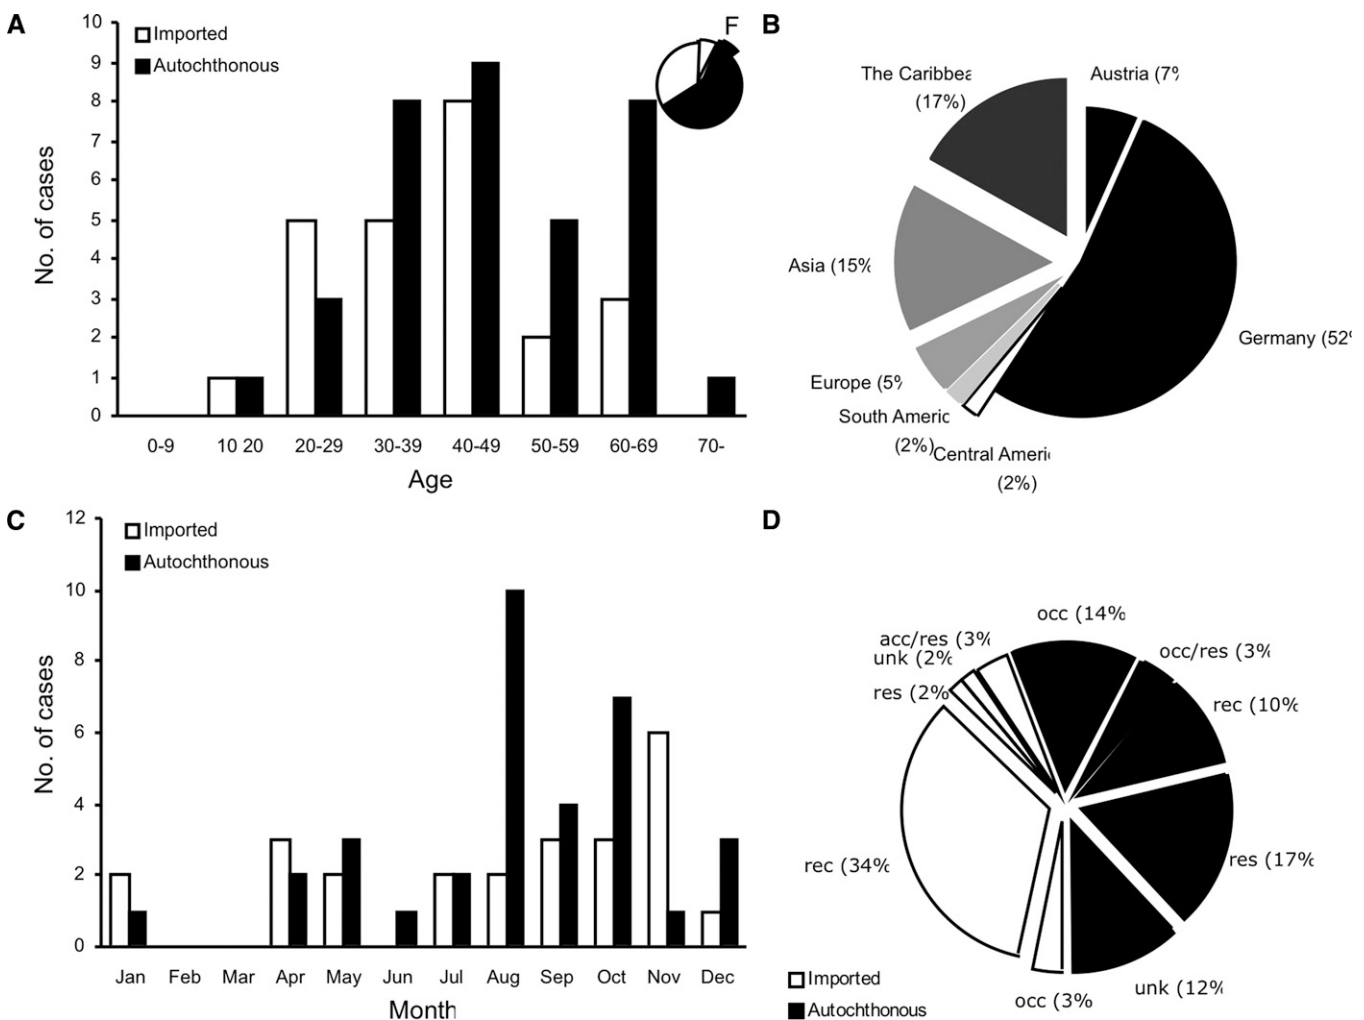 A
10
9
8
7
6
5
4
3
2
1
0
No. of cases
Imported
Autochthonous
F
0-9
10 20
20-29
30-39
40-49
50-59
60-69
70-
Age
B
The Caribbea
(17%)
Austria (7%
Asia (15%
Germany (52%
Europe (5%
South Americ
(2%)
Central Ameri
(2%)
C
12
10
8
6
4
2
0
No. of cases
Imported
Autochthonous
Jan
Feb
Mar
Apr
May
Jun
Jul
Aug
Sep
Oct
Nov
Dec
Month
D
occ (14%
acc/res (3%
unk (2%
res (2%
occ/res (3%
rec (10%
rec (34%
res (17%
unk (12%
occ (3%
Imported
Autochthonous